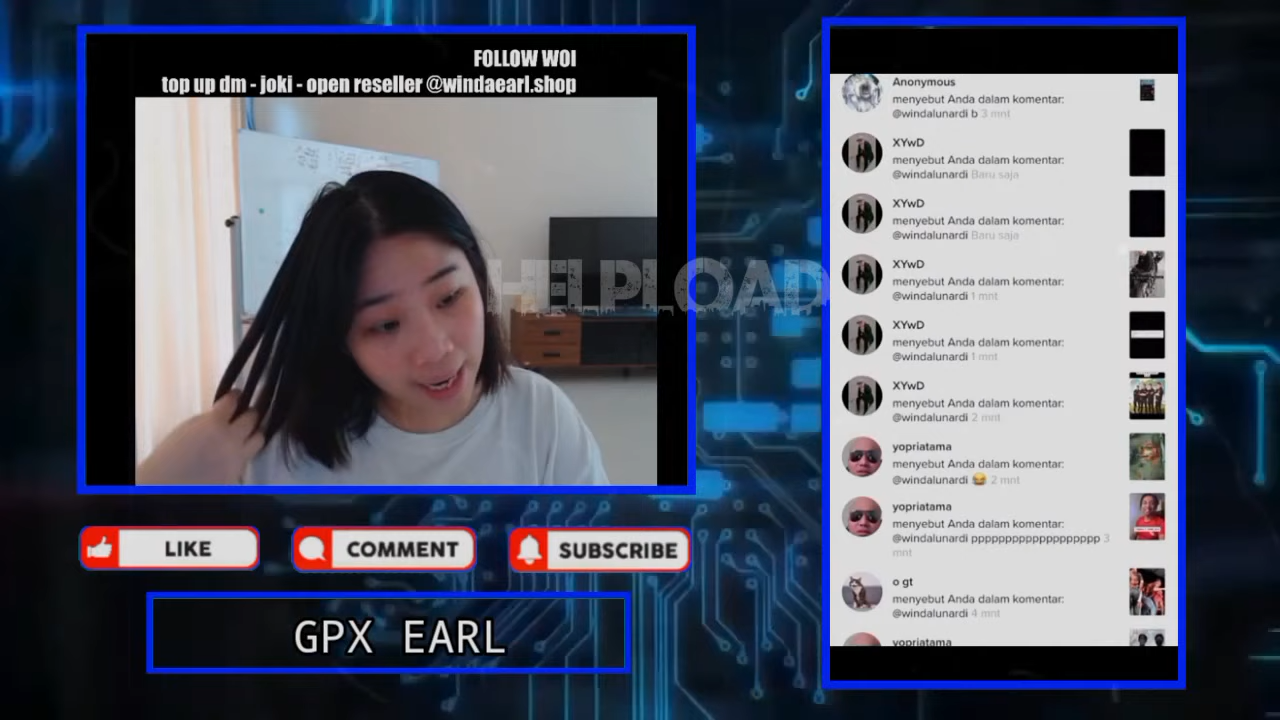 FOLLOW WOI
top up dm - joki - open reseller @windaearl.shop
HELPLOAD
LIKE
COMMENT
SUBSCRIBE
GPX EARL
Anonymous
menyebut Anda dalam komentar:
@windalunardi b 3 mnt
XYwD
menyebut Anda dalam komentar:
@windalunardi Baru saja
XYwD
menyebut Anda dalam komentar:
@windalunardi Baru saja
XYwD
menyebut Anda dalam komentar:
@windalunardi 1 mnt
XYwD
menyebut Anda dalam komentar:
@windalunardi 1 mnt
XYwD
menyebut Anda dalam komentar:
@windalunardi 2 mnt
yopriatama
menyebut Anda dalam komentar:
@windalunardi 😂 2 mnt
yopriatama
menyebut Anda dalam komentar:
@windalunardi ppppppppppppppppppp 3
mnt
o gt
menyebut Anda dalam komentar:
@windalunardi 4 mnt
yopriatama